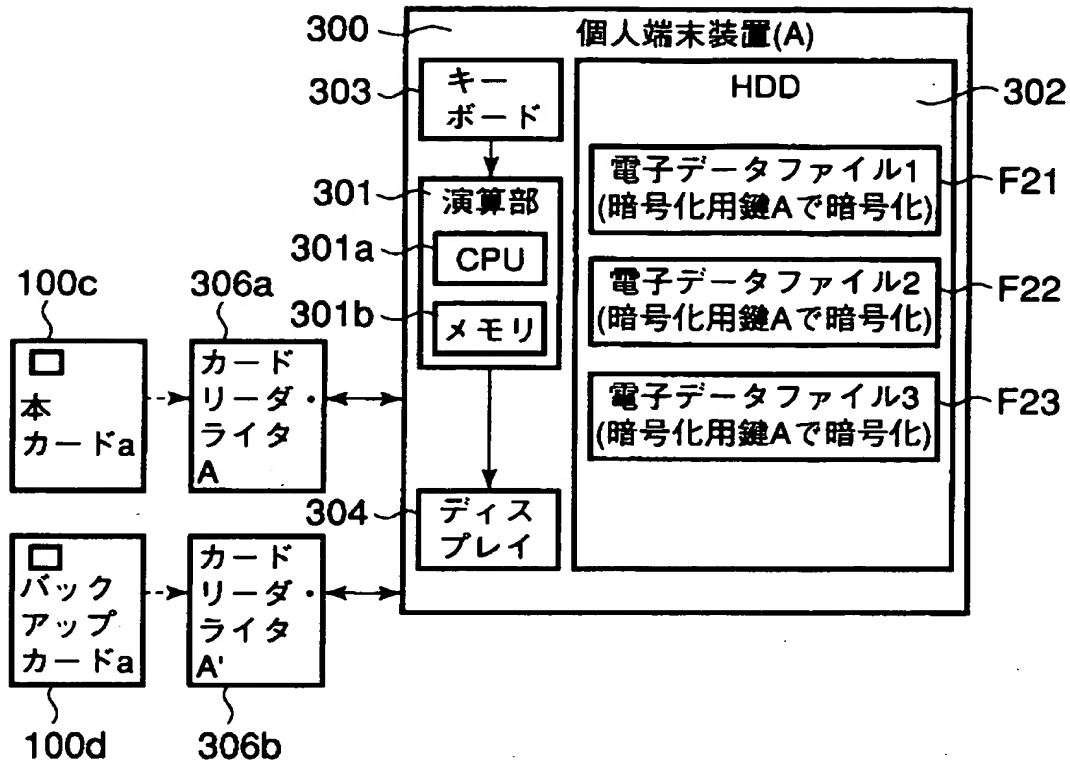 300
個人端末装置(A)
303
キー
ボード
HDD
302
301
演算部
301a
CPU
301b
メモリ
電子データファイル1
(暗号化用鍵Aで暗号化)
F21
電子データファイル2
(暗号化用鍵Aで暗号化)
F22
電子データファイル3
(暗号化用鍵Aで暗号化)
F23
100c
本
カードa
306a
カード
リーダ・
ライタ
A
304
ディス
プレイ
バック
アップ
カードa
100d
カード
リーダ・
ライタ
A'
306b